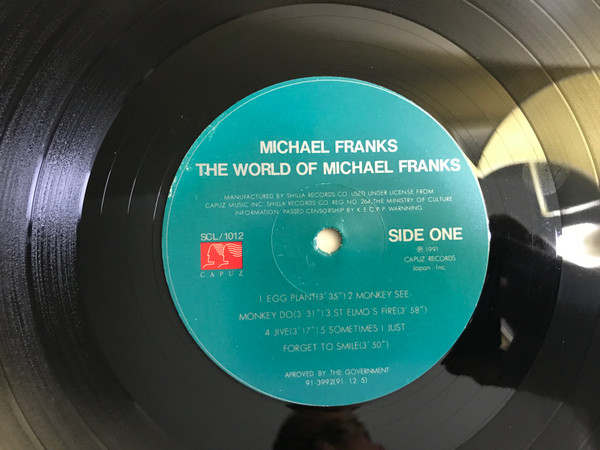 MICHAEL FRANKS
THE WORLD OF MICHAEL FRANKS
MANUFACTURED BY SHILLA RECORDS CO. UNDER LICENSE FROM
CAPUZ MUSIC INC. SHILLA RECORDS CO. REG NO. 264, THE MINISTRY OF CULTURE
INFORMATION PASSED CENSORSHIP BY K.E.C.P.P WARNNING
SCL/1012
CAPUZ
SIDE ONE
℗ 1991
CAPUZ RECORDS
Japan Inc.
1. EGG PLANT(3'35") 2 MONKEY SEE
MONKEY DO(3'31") 3 ST ELMO'S FIRE(3'58")
4 JIVE(3'17") 5 SOMETIMES I JUST
FORGET TO SMILE(3'50")
APROVED BY THE GOVERNMENT
91-3992(91. 12. 5)